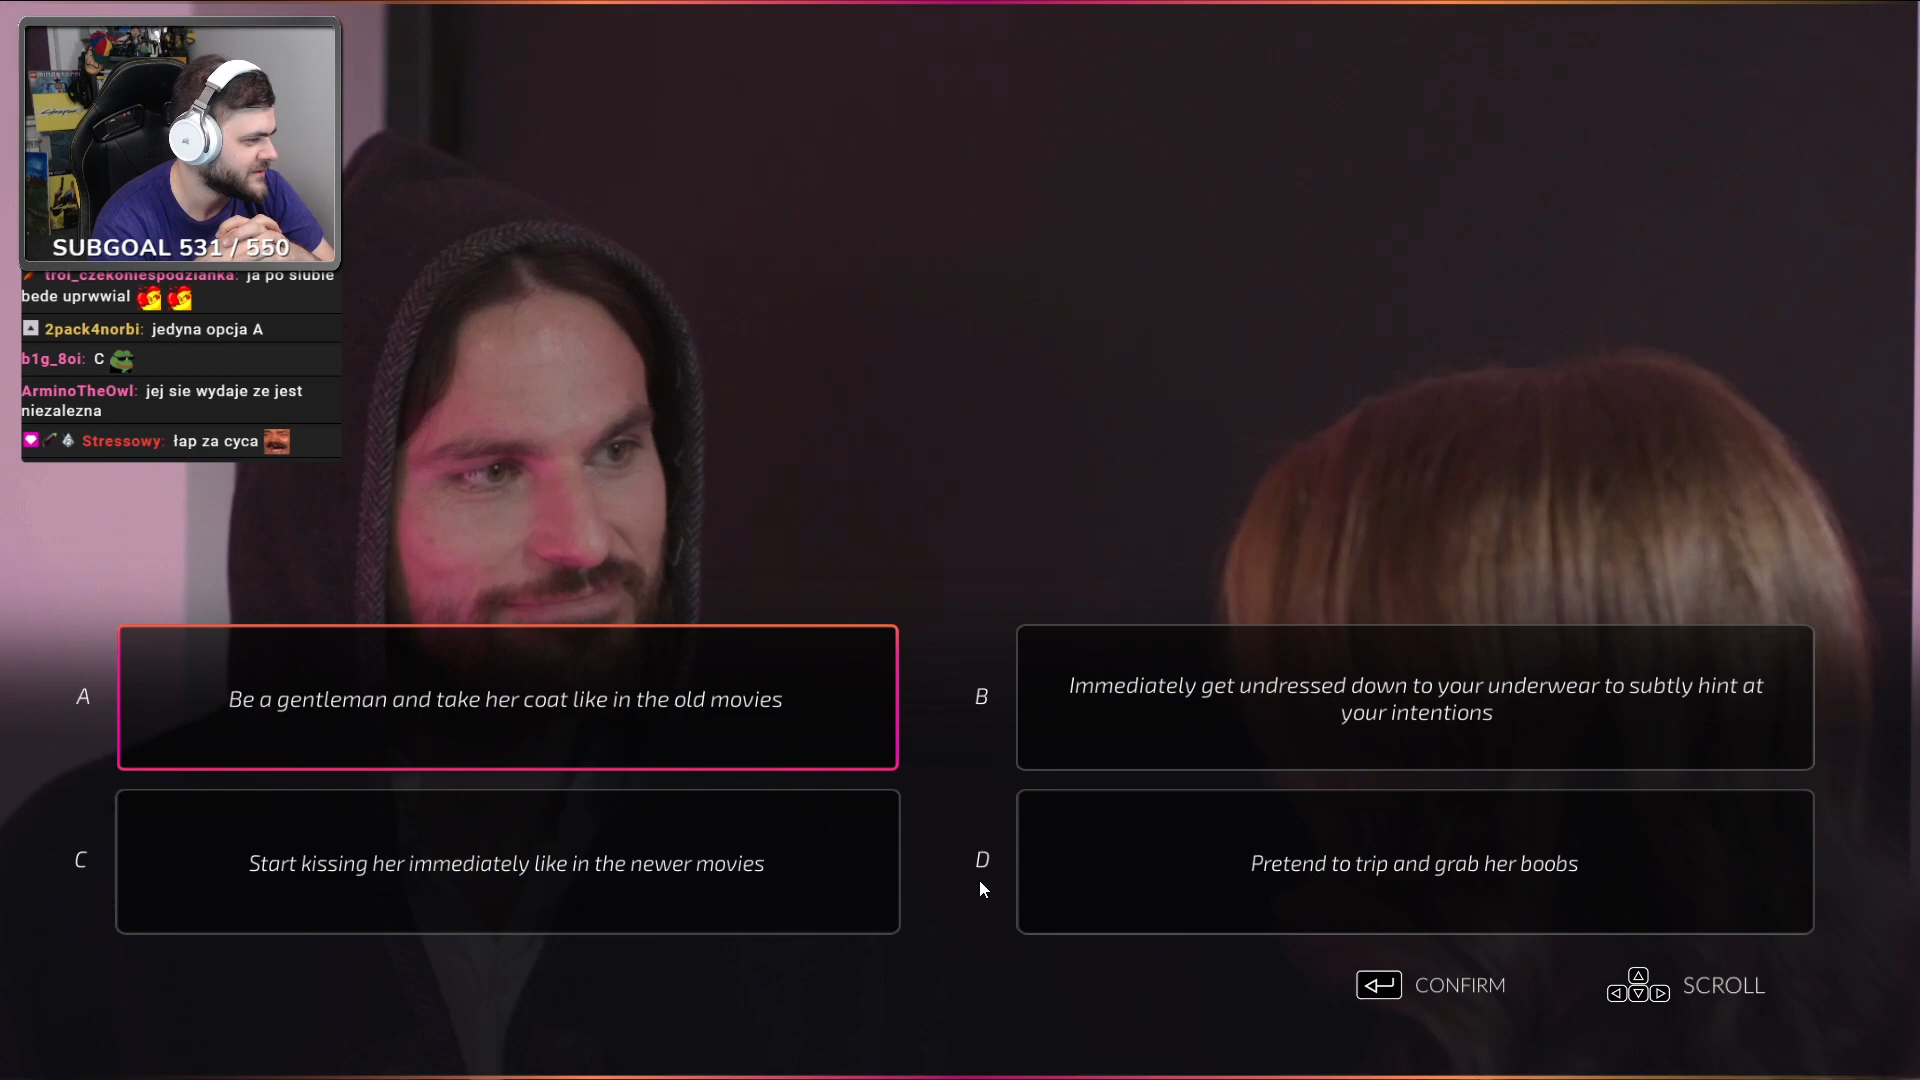 SUBGOAL 531 / 550
trol_czekoniespodzianka: ja po slubie
bede uprwwial
2pack4norbi: jedyna opcja A
b1g_8oi: C
ArminoTheOwl: jej sie wydaje ze jest
niezalezna
Stressowy: łap za cyca
A
Be a gentleman and take her coat like in the old movies
B
Immediately get undressed down to your underwear to subtly hint at
your intentions
C
Start kissing her immediately like in the newer movies
D
Pretend to trip and grab her boobs
CONFIRM
SCROLL